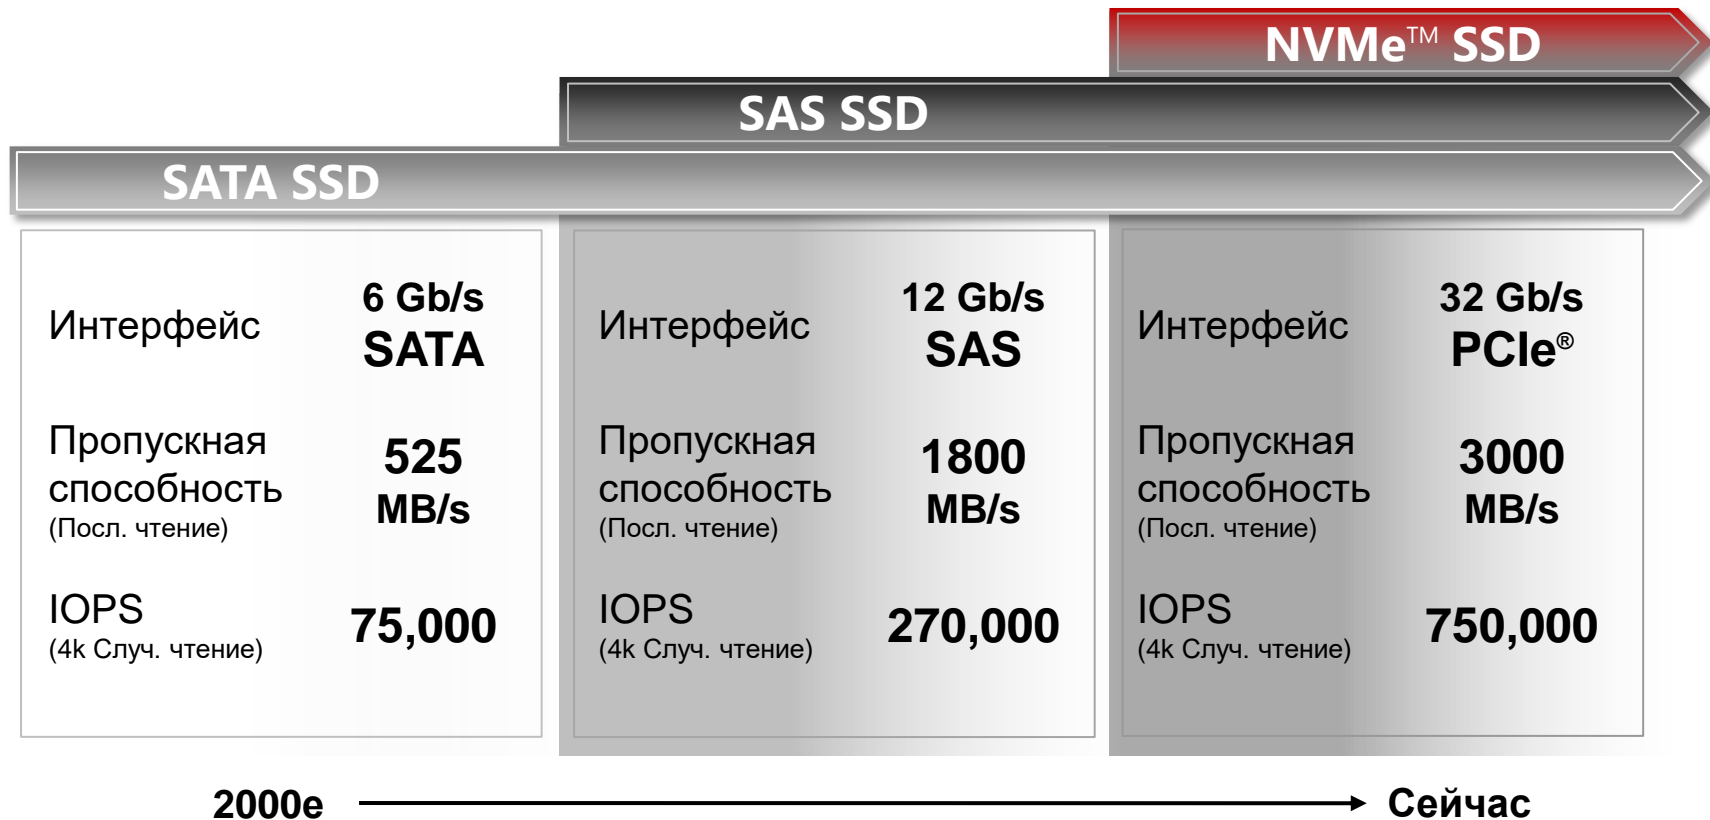 NVMe™ SSD
SAS SSD
SATA SSD
Интерфейс
6 Gb/s
SATA
Пропускная
способность
(Посл. чтение)
525
MB/s
IOPS
(4k Случ. чтение)
75,000
Интерфейс
12 Gb/s
SAS
Пропускная
способность
(Посл. чтение)
1800
MB/s
IOPS
(4k Случ. чтение)
270,000
Интерфейс
32 Gb/s
PCIe®
Пропускная
способность
(Посл. чтение)
3000
MB/s
IOPS
(4k Случ. чтение)
750,000
2000е
Сейчас